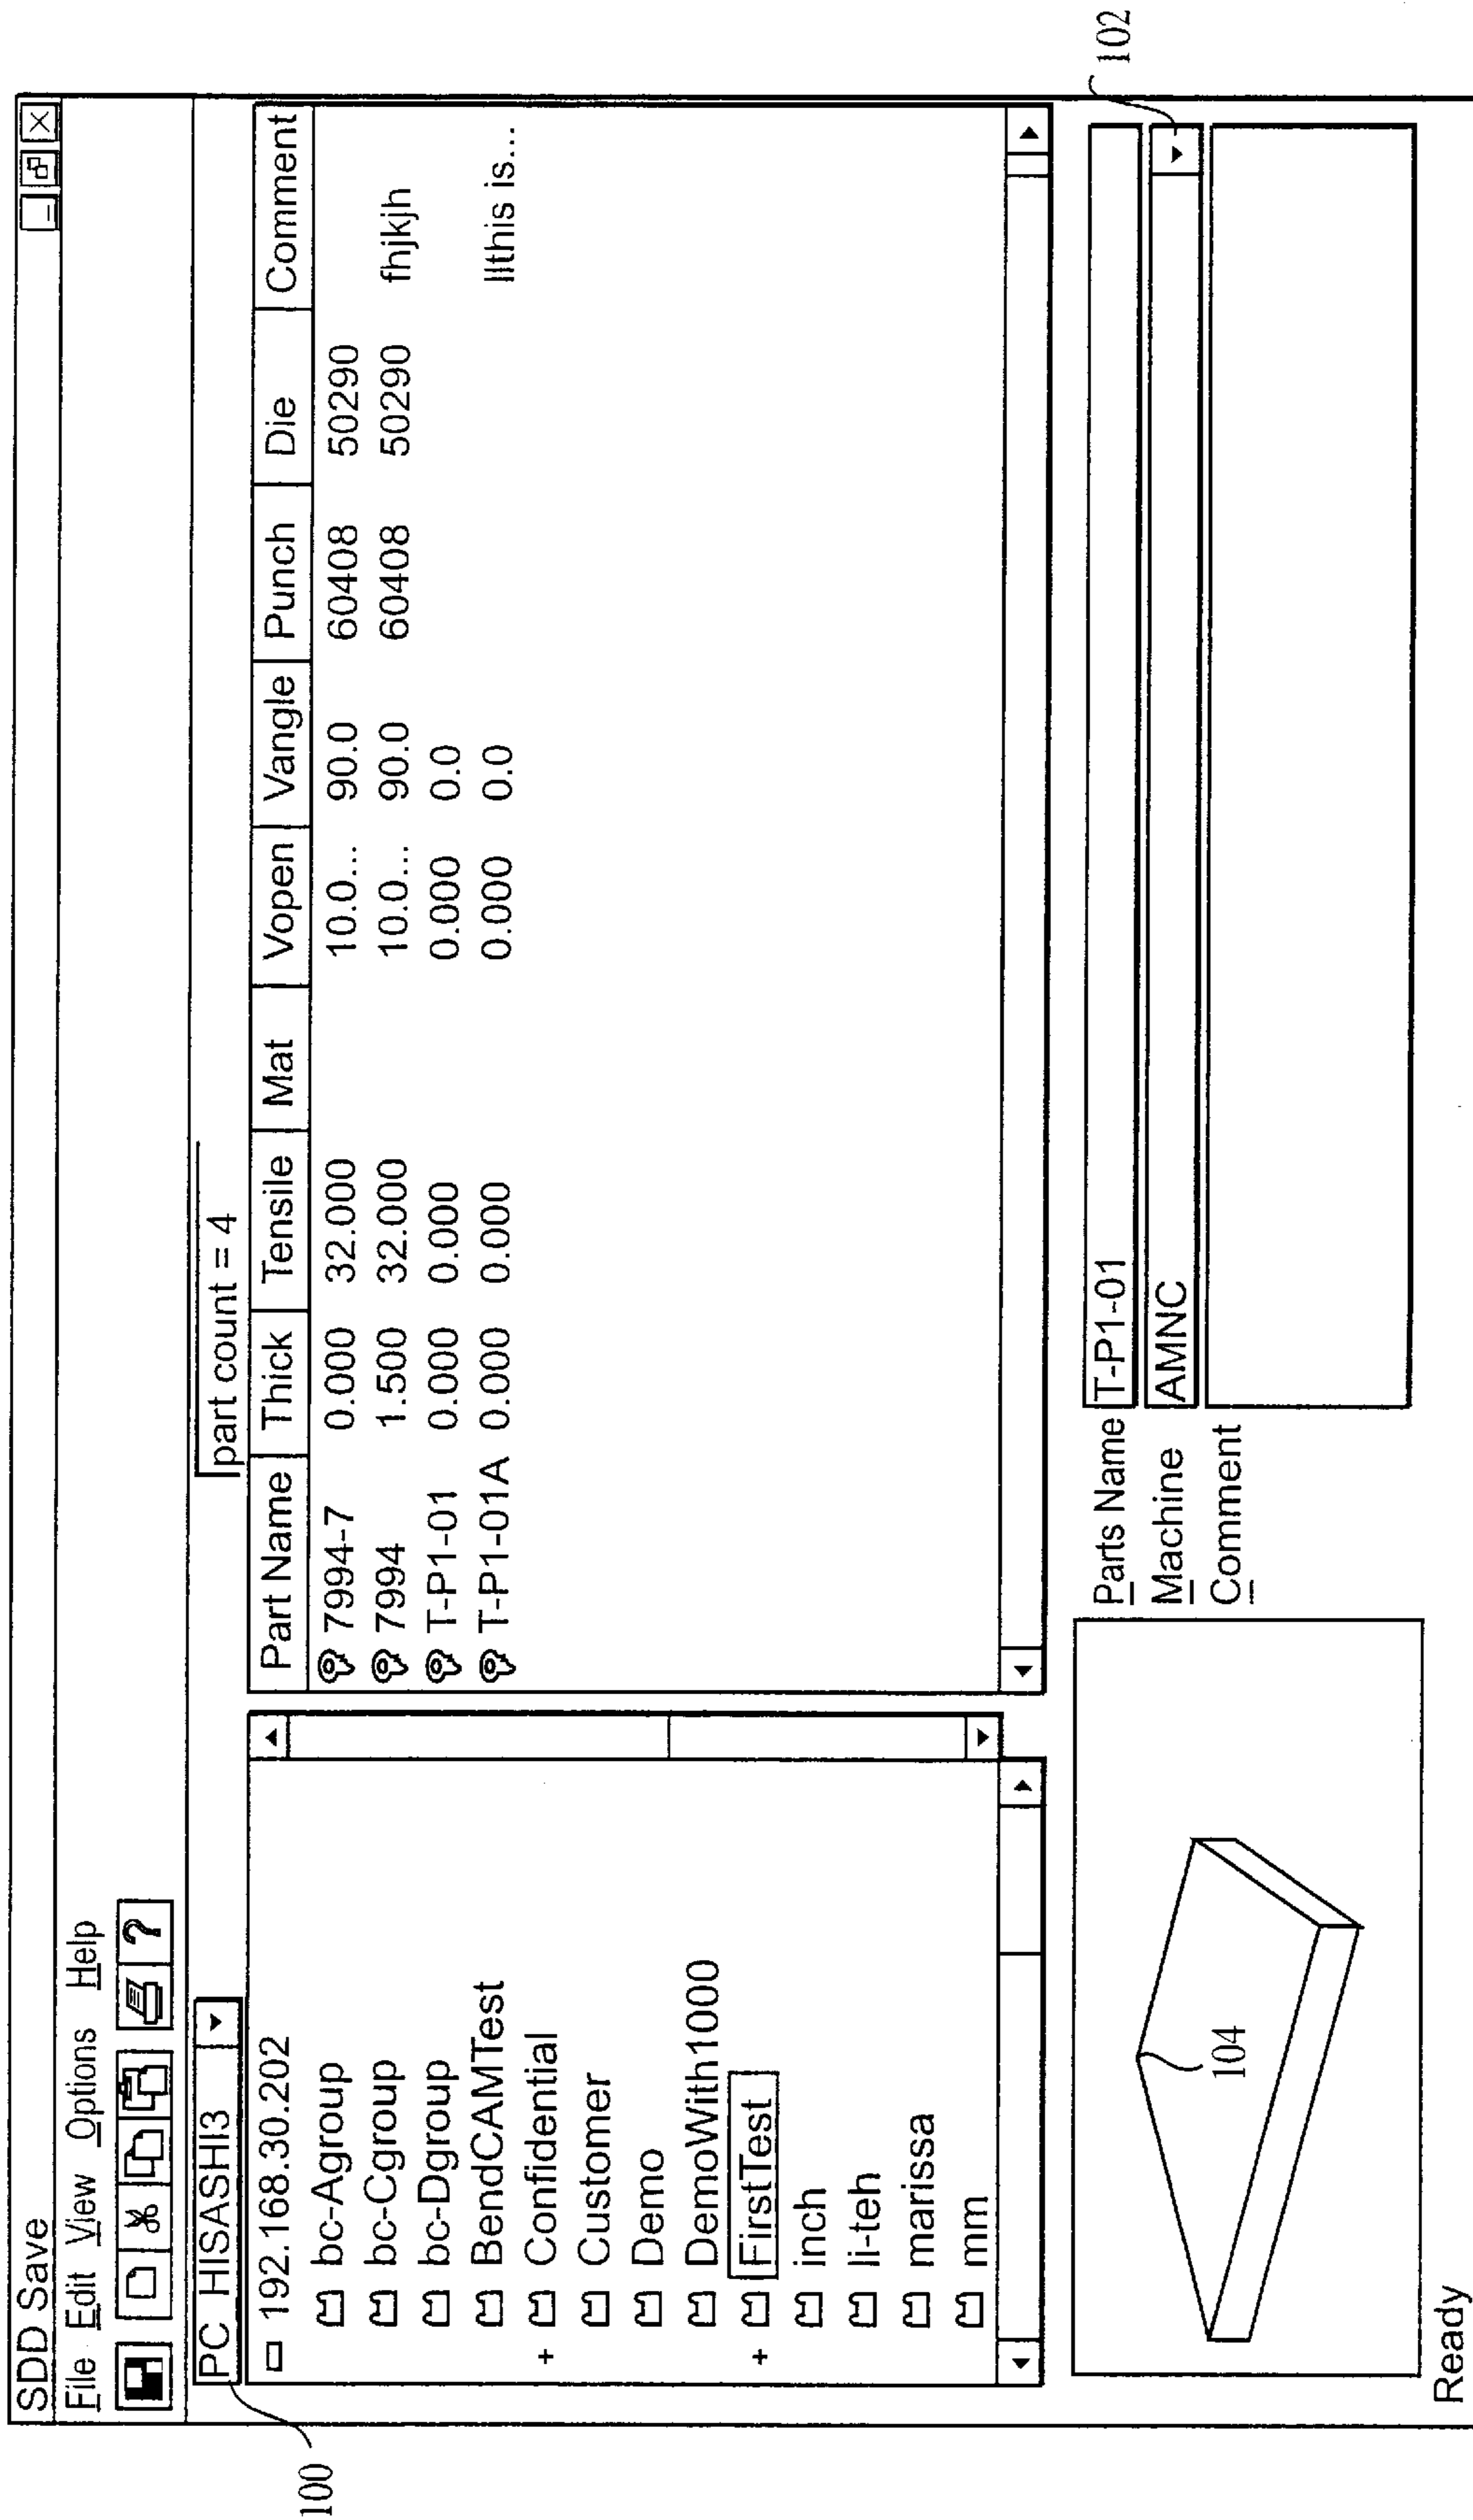 SDD Save
File Edit View Options Help
?
PC HISASHI3
part count = 4
100
192.168.30.202
bc-Agroup
bc-Cgroup
bc-Dgroup
BendCAMTest
+ Confidential
Customer
Demo
DemoWith1000
+ FirstTest
inch
li-teh
marissa
mm
Part Name Thick Tensile Mat Vopen Vangle Punch Die Comment
7994-7 0.000 32.000 10.0... 90.0 60408 50290
7994 1.500 32.000 10.0... 90.0 60408 50290 fhjkjh
T-P1-01 0.000 0.000 0.000 0.0
T-P1-01A 0.000 0.000 0.000 0.0 llthis is...
104
Parts Name T-P1-01
Machine AMNC
102
Comment
Ready